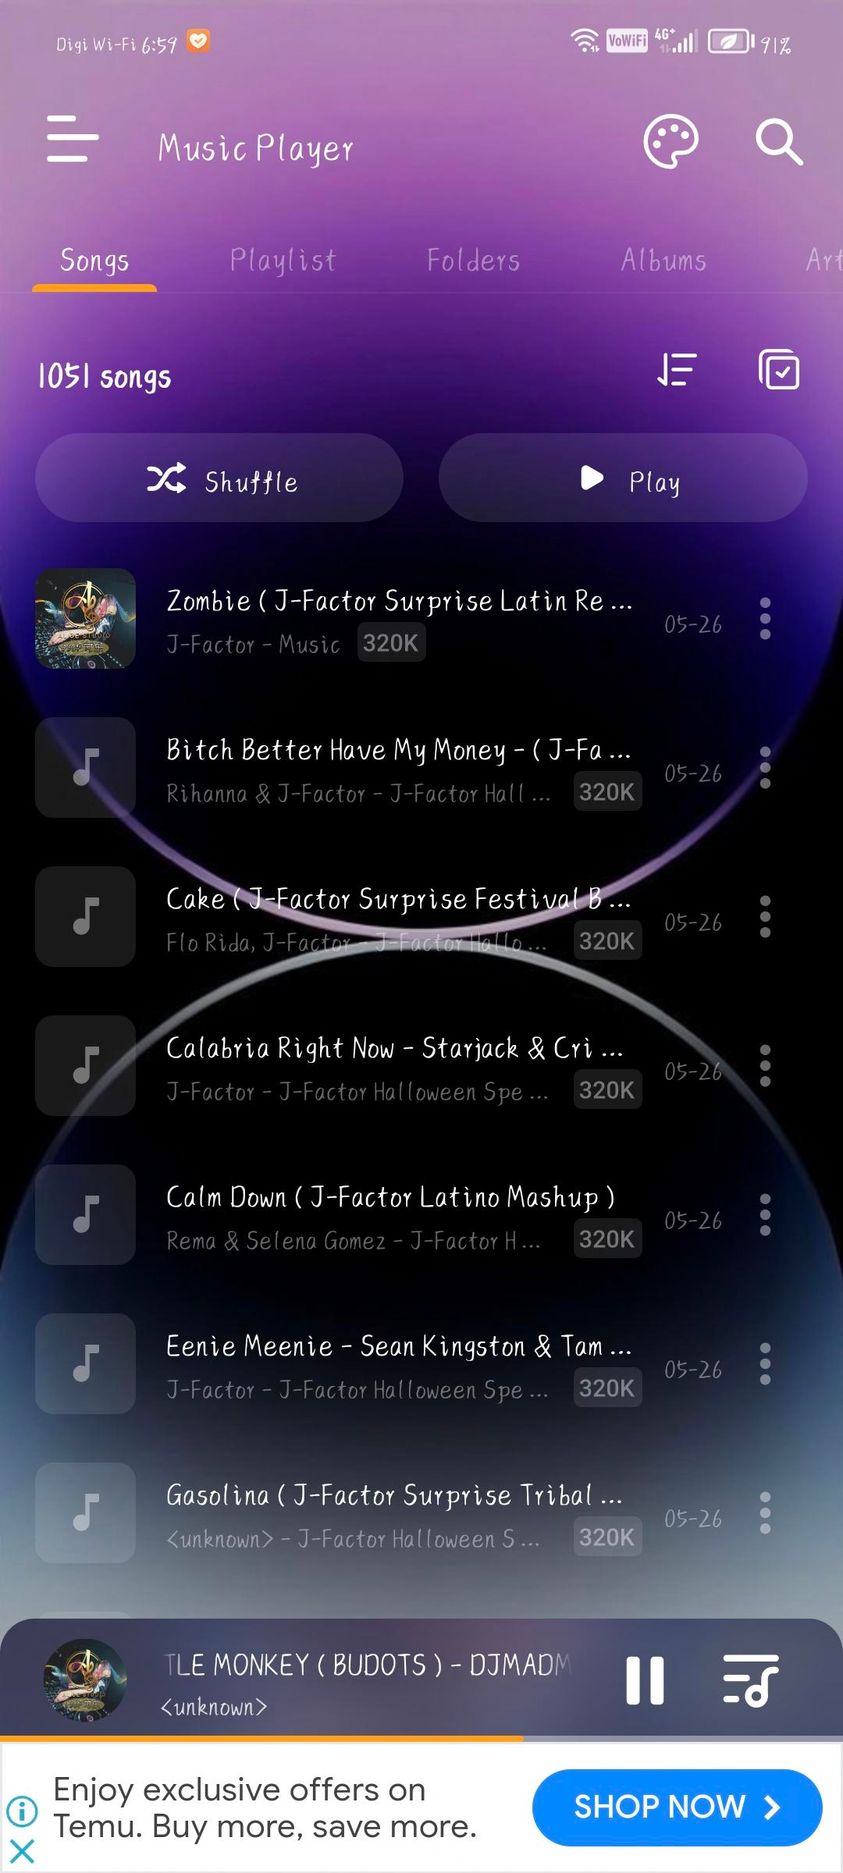 Digi Wi-Fi 6:59 VoWiFi 4G+ 91%
Music Player
Songs Playlist Folders Albums Art
1051 songs
Shuffle Play
Zombie ( J-Factor Surprise Latin Re ...
J-Factor - Music 320K
05-26
Bitch Better Have My Money - ( J-Fa ...
Rihanna & J-Factor - J-Factor Hall ... 320K
05-26
Cake ( J-Factor Surprise Festival B ...
Flo Rida, J-Factor - J-Factor Hallo ... 320K
05-26
Calabria Right Now - Starjack & Cri ...
J-Factor - J-Factor Halloween Spe ... 320K
05-26
Calm Down ( J-Factor Latino Mashup )
Rema & Selena Gomez - J-Factor H ... 320K
05-26
Eenie Meenie - Sean Kingston & Tam ...
J-Factor - J-Factor Halloween Spe ... 320K
05-26
Gasolina ( J-Factor Surprise Tribal ...
<unknown> - J-Factor Halloween S ... 320K
05-26
TLE MONKEY ( BUDOTS ) - DJMADM
<unknown>
Enjoy exclusive offers on
Temu. Buy more, save more.
SHOP NOW